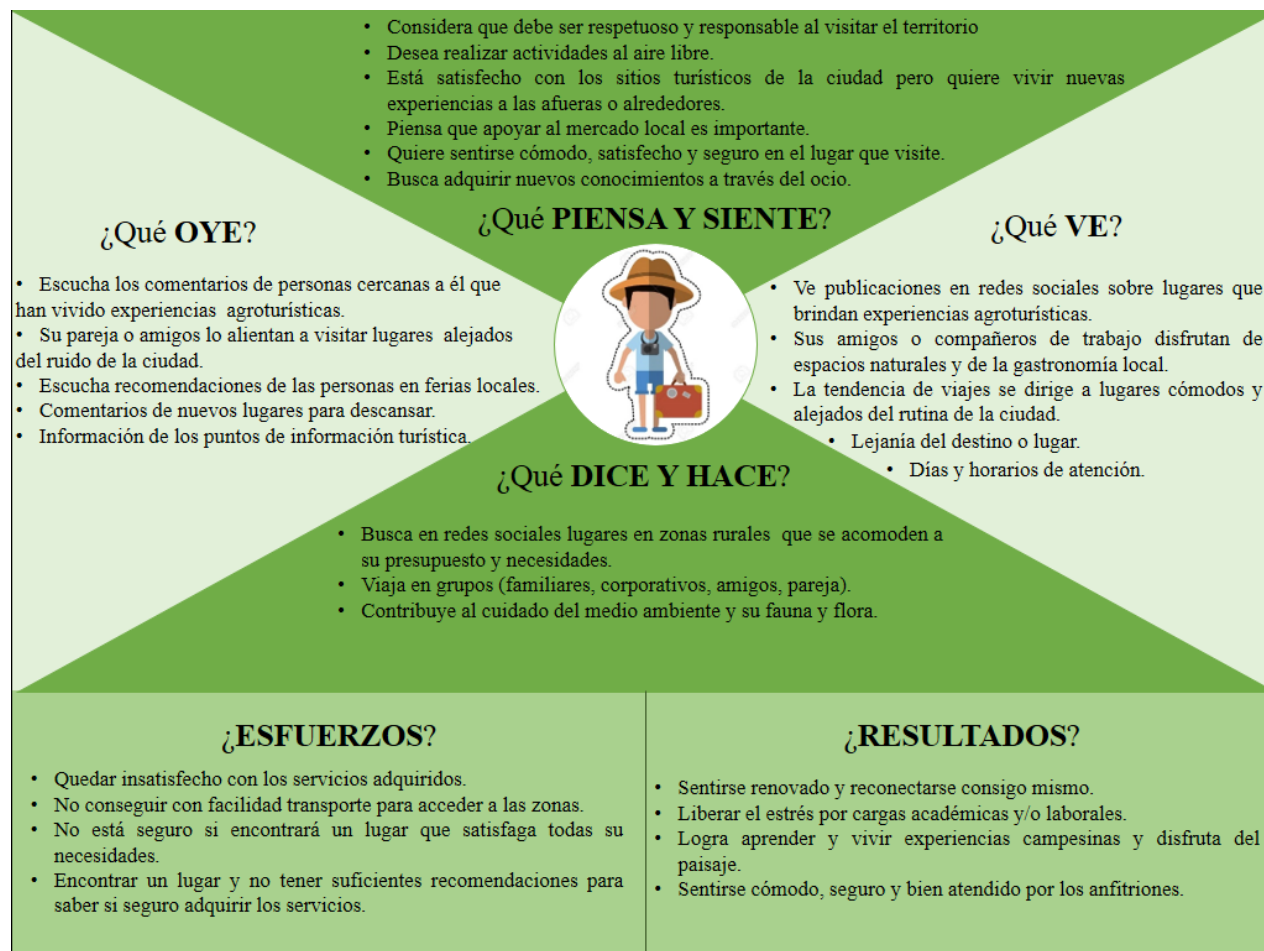 • Considera que debe ser respetuoso y responsable al visitar el territorio
• Desea realizar actividades al aire libre.
• Está satisfecho con los sitios turísticos de la ciudad pero quiere vivir nuevas
experiencias a las afueras o alrededores.
• Piensa que apoyar al mercado local es importante.
• Quiere sentirse cómodo, satisfecho y seguro en el lugar que visite.
• Busca adquirir nuevos conocimientos a través del ocio.
¿Qué PIENSA Y SIENTE?
¿Qué OYE?
• Escucha los comentarios de personas cercanas a él que
han vivido experiencias agroturísticas.
• Su pareja o amigos lo alientan a visitar lugares alejados
del ruido de la ciudad.
• Escucha recomendaciones de las personas en ferias locales.
• Comentarios de nuevos lugares para descansar.
• Información de los puntos de información turística.
¿Qué VE?
• Ve publicaciones en redes sociales sobre lugares que
brindan experiencias agroturísticas.
• Sus amigos o compañeros de trabajo disfrutan de
espacios naturales y de la gastronomía local.
• La tendencia de viajes se dirige a lugares cómodos y
alejados del rutina de la ciudad.
• Lejanía del destino o lugar.
• Días y horarios de atención.
¿Qué DICE Y HACE?
• Busca en redes sociales lugares en zonas rurales que se acomoden a
su presupuesto y necesidades.
• Viaja en grupos (familiares, corporativos, amigos, pareja).
• Contribuye al cuidado del medio ambiente y su fauna y flora.
¿ESFUERZOS?
• Quedar insatisfecho con los servicios adquiridos.
• No conseguir con facilidad transporte para acceder a las zonas.
• No está seguro si encontrará un lugar que satisfaga todas su
necesidades.
• Encontrar un lugar y no tener suficientes recomendaciones para
saber si seguro adquirir los servicios.
¿RESULTADOS?
• Sentirse renovado y reconectarse consigo mismo.
• Liberar el estrés por cargas académicas y/o laborales.
• Logra aprender y vivir experiencias campesinas y disfruta del
paisaje.
• Sentirse cómodo, seguro y bien atendido por los anfitriones.